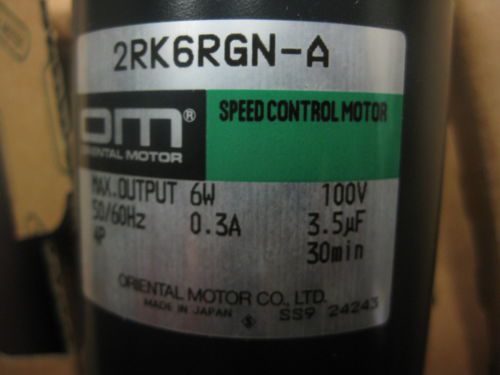 2RK6RGN-A
om®
ORIENTAL MOTOR
SPEED CONTROL MOTOR
MAX.OUTPUT 6W 100V
50/60Hz 0.3A 3.5µF
4P 30min
ORIENTAL MOTOR CO., LTD.
MADE IN JAPAN SS9 24243